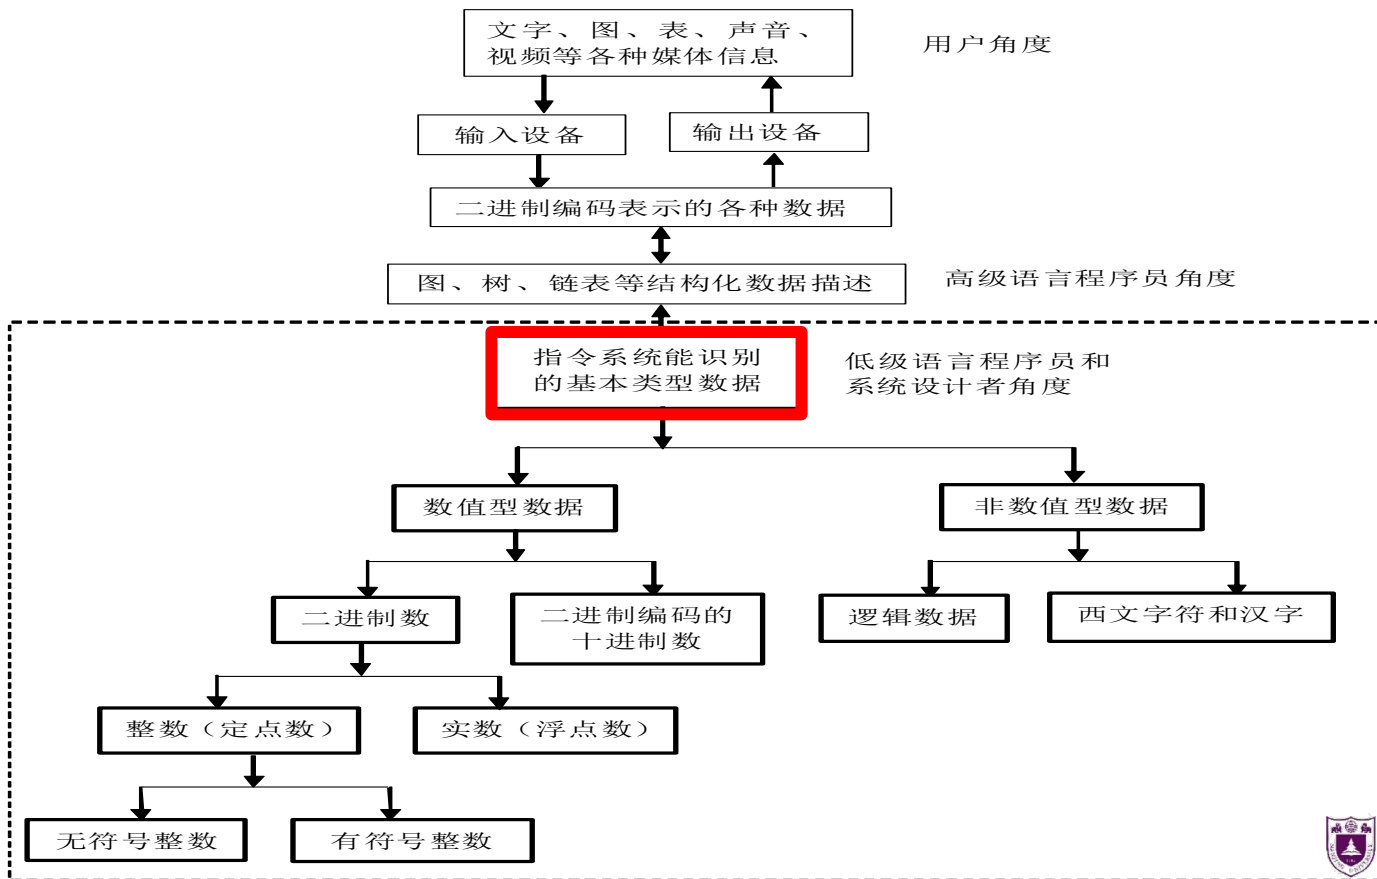 文字、图、表、声音、
视频等各种媒体信息
用户角度
输入设备
输出设备
二进制编码表示的各种数据
图、树、链表等结构化数据描述
高级语言程序员角度
指令系统能识别
的基本类型数据
低级语言程序员和
系统设计者角度
数值型数据
非数值型数据
二进制数
二进制编码的
十进制数
逻辑数据
西文字符和汉字
整数（定点数）
实数（浮点数）
无符号整数
有符号整数